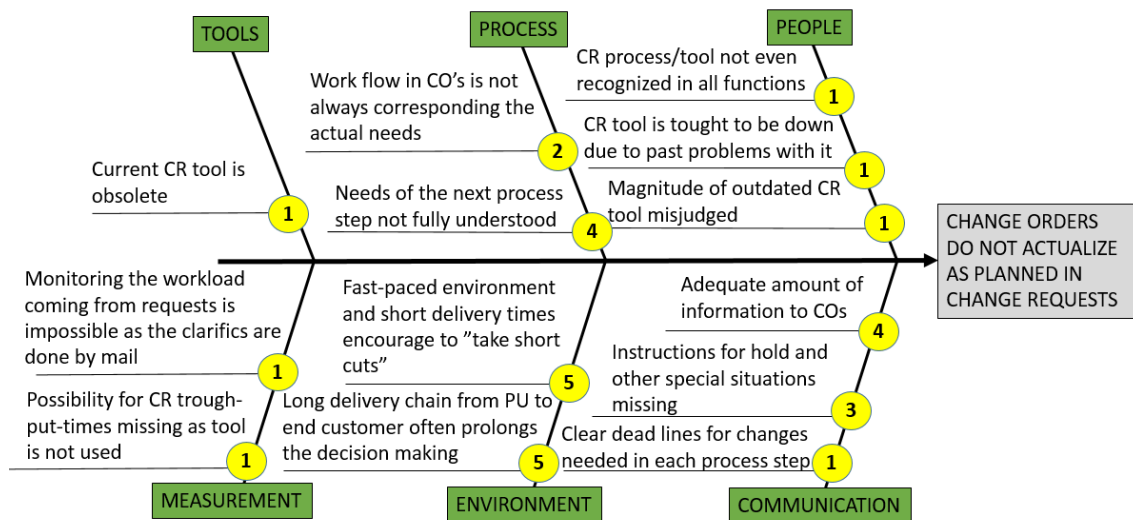 TOOLS
PROCESS
PEOPLE
Current CR tool is
obsolete
1
Work flow in CO's is not
always corresponding the
actual needs
2
Needs of the next process
step not fully understood
4
CR process/tool not even
recognized in all functions
1
CR tool is tought to be down
due to past problems with it
1
Magnitude of outdated CR
tool misjudged
1
CHANGE ORDERS
DO NOT ACTUALIZE
AS PLANNED IN
CHANGE REQUESTS
Monitoring the workload
coming from requests is
impossible as the clarifics are
done by mail
1
Possibility for CR trough-
put-times missing as tool
is not used
1
Fast-paced environment
and short delivery times
encourage to ”take short
cuts”
5
Long delivery chain from PU to
end customer often prolongs
the decision making
5
Adequate amount of
information to COs
4
Instructions for hold and
other special situations
missing
3
Clear dead lines for changes
needed in each process step
1
MEASUREMENT
ENVIRONMENT
COMMUNICATION